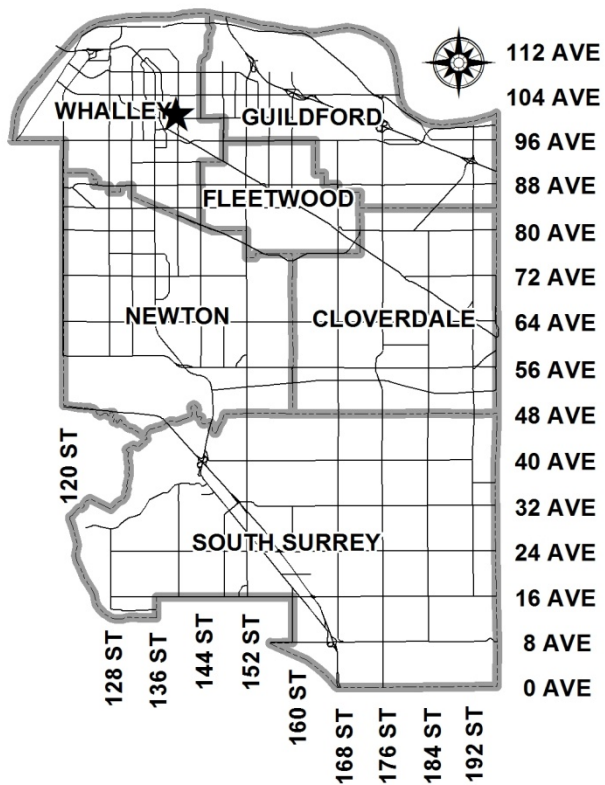 112 AVE
104 AVE
WHALLEY
GUILDFORD
96 AVE
88 AVE
FLEETWOOD
80 AVE
72 AVE
NEWTON
CLOVERDALE
64 AVE
56 AVE
48 AVE
120 ST
40 AVE
32 AVE
SOUTH SURREY
24 AVE
16 AVE
8 AVE
0 AVE
128 ST
136 ST
144 ST
152 ST
160 ST
168 ST
176 ST
184 ST
192 ST